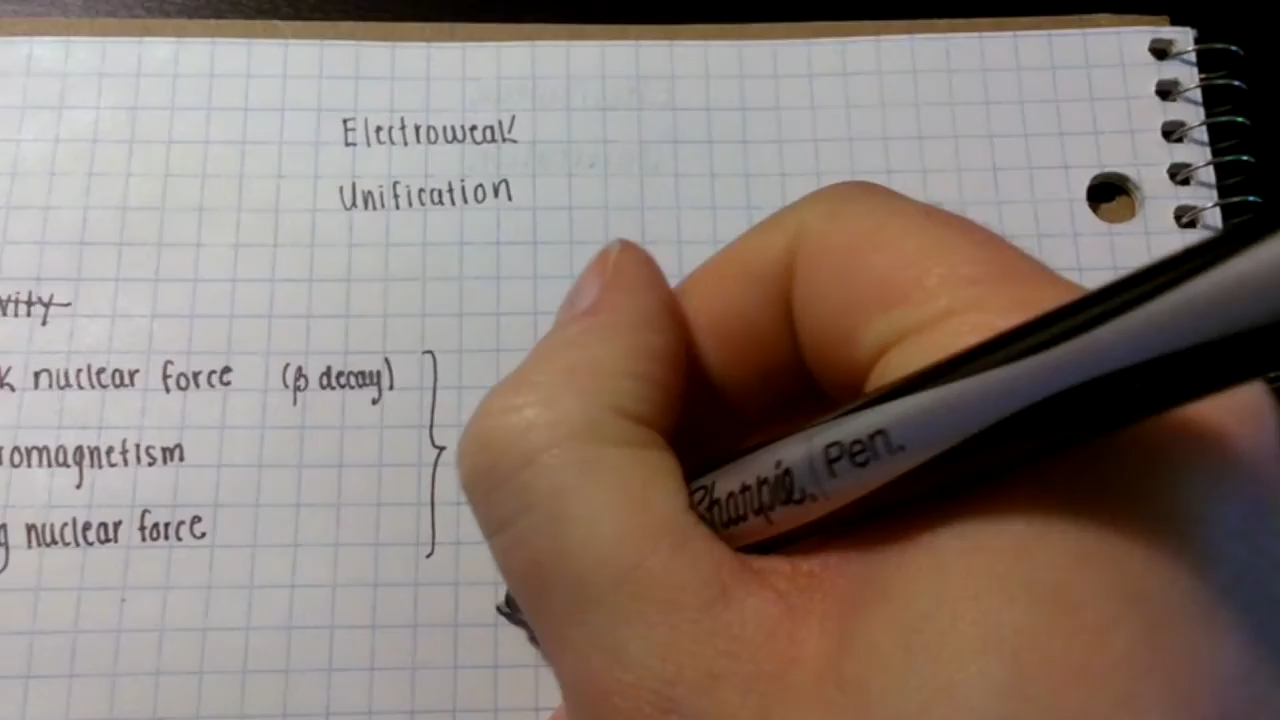 Electroweak
Unification
vity
k nuclear force (β decay)
romagnetism
g nuclear force
Sharpie. Pen.